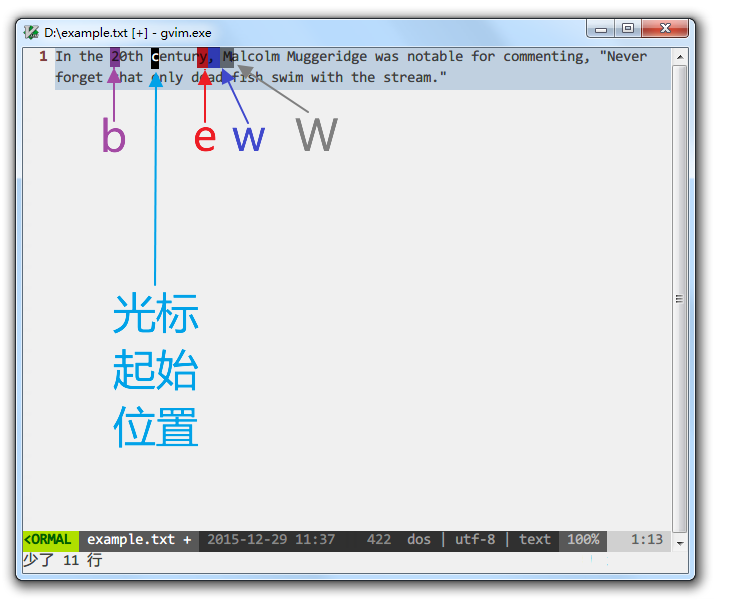 D:\example.txt [+] - gvim.exe
1 In the 20th century, Malcolm Muggeridge was notable for commenting, "Never
forget that only dead fish swim with the stream."
b e w W
光标
起始
位置
<ORMAL example.txt + 2015-12-29 11:37 422 dos | utf-8 | text 100% 1:13
少了 11 行